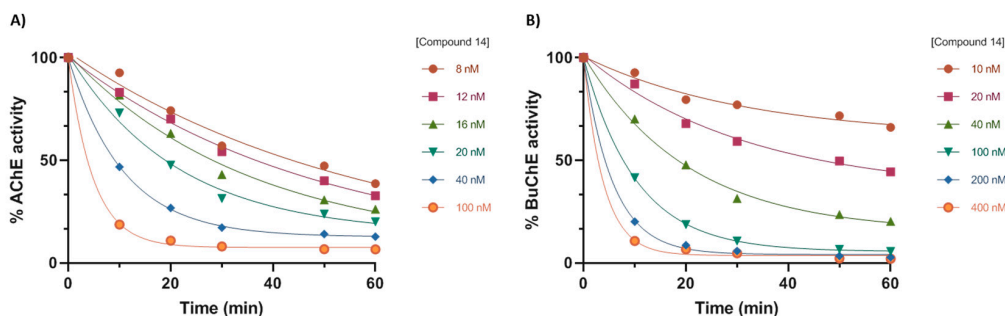 A)
[Compound 14]
8 nM
12 nM
16 nM
20 nM
40 nM
100 nM
% AChE activity
100
50
0
0
20
40
60
Time (min)
B)
[Compound 14]
10 nM
20 nM
40 nM
100 nM
200 nM
400 nM
% BuChE activity
100
50
0
0
20
40
60
Time (min)